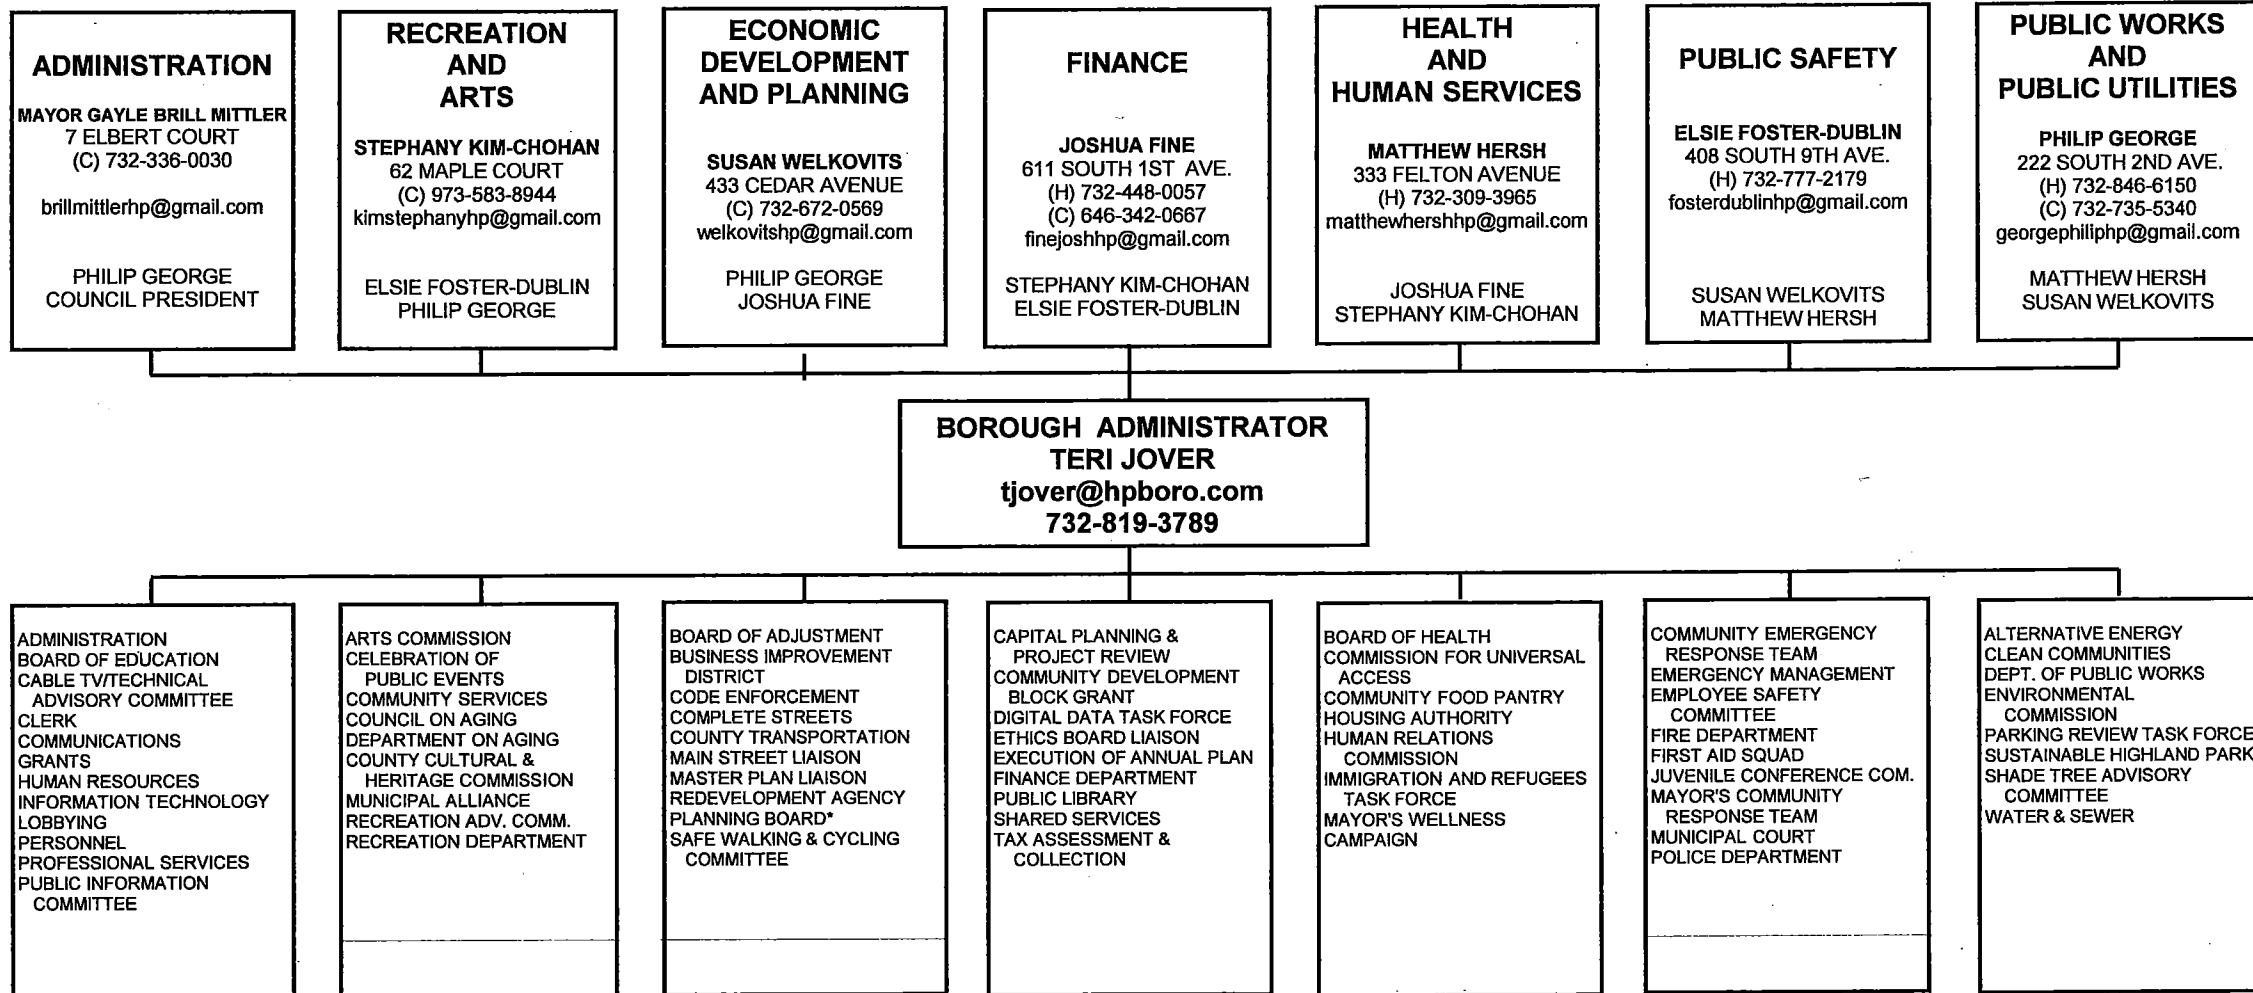 ADMINISTRATION
MAYOR GAYLE BRILL MITTLER
7 ELBERT COURT
(C) 732-336-0030
brillmittlerhp@gmail.com
PHILIP GEORGE
COUNCIL PRESIDENT
RECREATION
AND
ARTS
STEPHANY KIM-CHOHAN
62 MAPLE COURT
(C) 973-583-8944
kimstephanyhp@gmail.com
ELSIE FOSTER-DUBLIN
PHILIP GEORGE
ECONOMIC
DEVELOPMENT
AND PLANNING
SUSAN WELKOVITS
433 CEDAR AVENUE
(C) 732-672-0569
welkovitshp@gmail.com
PHILIP GEORGE
JOSHUA FINE
FINANCE
JOSHUA FINE
611 SOUTH 1ST AVE.
(H) 732-448-0057
(C) 646-342-0667
finejoshhp@gmail.com
STEPHANY KIM-CHOHAN
ELSIE FOSTER-DUBLIN
HEALTH
AND
HUMAN SERVICES
MATTHEW HERSH
333 FELTON AVENUE
(H) 732-309-3965
matthewhershhp@gmail.com
JOSHUA FINE
STEPHANY KIM-CHOHAN
PUBLIC SAFETY
ELSIE FOSTER-DUBLIN
408 SOUTH 9TH AVE.
(H) 732-777-2179
fosterdublinhp@gmail.com
SUSAN WELKOVITS
MATTHEW HERSH
PUBLIC WORKS
AND
PUBLIC UTILITIES
PHILIP GEORGE
222 SOUTH 2ND AVE.
(H) 732-846-6150
(C) 732-735-5340
georgephiliphp@gmail.com
MATTHEW HERSH
SUSAN WELKOVITS
BOROUGH ADMINISTRATOR
TERI JOVER
tjover@hpboro.com
732-819-3789
ADMINISTRATION
BOARD OF EDUCATION
CABLE TV/TECHNICAL
ADVISORY COMMITTEE
CLERK
COMMUNICATIONS
GRANTS
HUMAN RESOURCES
INFORMATION TECHNOLOGY
LOBBYING
PERSONNEL
PROFESSIONAL SERVICES
PUBLIC INFORMATION
COMMITTEE
ARTS COMMISSION
CELEBRATION OF
PUBLIC EVENTS
COMMUNITY SERVICES
COUNCIL ON AGING
DEPARTMENT ON AGING
COUNTY CULTURAL &
HERITAGE COMMISSION
MUNICIPAL ALLIANCE
RECREATION ADV. COMM.
RECREATION DEPARTMENT
BOARD OF ADJUSTMENT
BUSINESS IMPROVEMENT
DISTRICT
CODE ENFORCEMENT
COMPLETE STREETS
COUNTY TRANSPORTATION
MAIN STREET LIAISON
MASTER PLAN LIAISON
REDEVELOPMENT AGENCY
PLANNING BOARD*
SAFE WALKING & CYCLING
COMMITTEE
CAPITAL PLANNING &
PROJECT REVIEW
COMMUNITY DEVELOPMENT
BLOCK GRANT
DIGITAL DATA TASK FORCE
ETHICS BOARD LIAISON
EXECUTION OF ANNUAL PLAN
FINANCE DEPARTMENT
PUBLIC LIBRARY
SHARED SERVICES
TAX ASSESSMENT &
COLLECTION
BOARD OF HEALTH
COMMISSION FOR UNIVERSAL
ACCESS
COMMUNITY FOOD PANTRY
HOUSING AUTHORITY
HUMAN RELATIONS
COMMISSION
IMMIGRATION AND REFUGEES
TASK FORCE
MAYOR'S WELLNESS
CAMPAIGN
COMMUNITY EMERGENCY
RESPONSE TEAM
EMERGENCY MANAGEMENT
EMPLOYEE SAFETY
COMMITTEE
FIRE DEPARTMENT
FIRST AID SQUAD
JUVENILE CONFERENCE COM.
MAYOR'S COMMUNITY
RESPONSE TEAM
MUNICIPAL COURT
POLICE DEPARTMENT
ALTERNATIVE ENERGY
CLEAN COMMUNITIES
DEPT. OF PUBLIC WORKS
ENVIRONMENTAL
COMMISSION
PARKING REVIEW TASK FORCE
SUSTAINABLE HIGHLAND PARK
SHADE TREE ADVISORY
COMMITTEE
WATER & SEWER